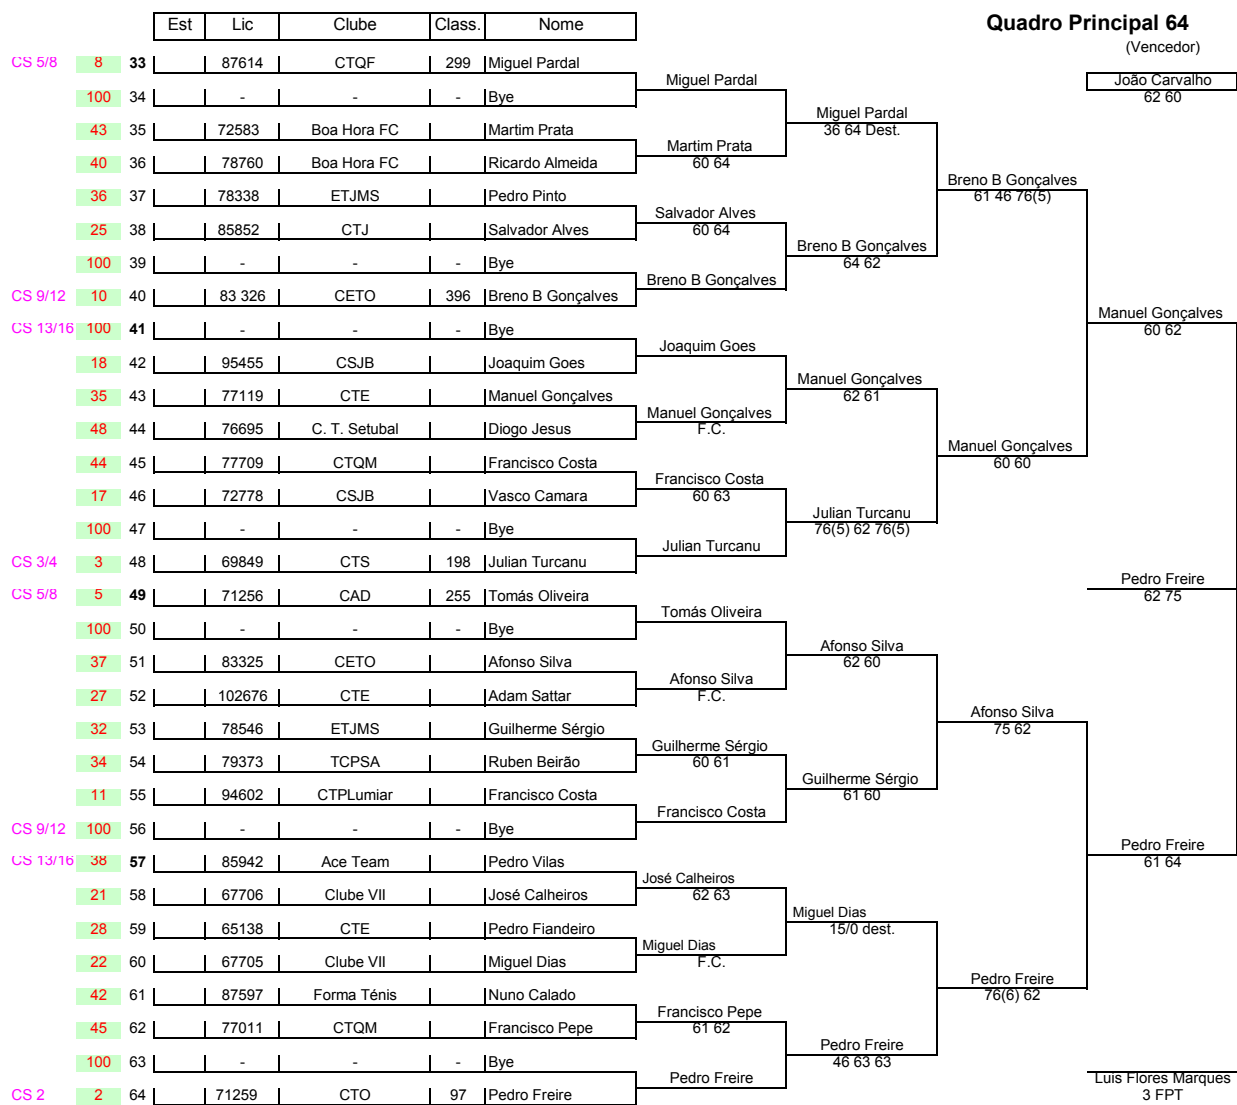 Est Lic Clube Class. Nome Quadro Principal 64
(Vencedor)
CS 5/8 8 33 87614 CTQF 299 Miguel Pardal
Miguel Pardal João Carvalho
62 60
100 34 - - - Bye
Miguel Pardal
36 64 Dest.
43 35 72583 Boa Hora FC Martim Prata
Martim Prata
60 64
40 36 78760 Boa Hora FC Ricardo Almeida
Breno B Gonçalves
61 46 76(5)
36 37 78338 ETJMS Pedro Pinto
Salvador Alves
60 64
25 38 85852 CTJ Salvador Alves
Breno B Gonçalves
64 62
100 39 - - - Bye
Breno B Gonçalves
CS 9/12 10 40 83 326 CETO 396 Breno B Gonçalves
Manuel Gonçalves
60 62
CS 13/16 100 41 - - - Bye
Joaquim Goes
18 42 95455 CSJB Joaquim Goes
Manuel Gonçalves
62 61
35 43 77119 CTE Manuel Gonçalves
Manuel Gonçalves
F.C.
48 44 76695 C. T. Setubal Diogo Jesus
Manuel Gonçalves
60 60
44 45 77709 CTQM Francisco Costa
Francisco Costa
60 63
17 46 72778 CSJB Vasco Camara
Julian Turcanu
76(5) 62 76(5)
100 47 - - - Bye
Julian Turcanu
CS 3/4 3 48 69849 CTS 198 Julian Turcanu
Pedro Freire
62 75
CS 5/8 5 49 71256 CAD 255 Tomás Oliveira
Tomás Oliveira
100 50 - - - Bye
Afonso Silva
62 60
37 51 83325 CETO Afonso Silva
Afonso Silva
F.C.
27 52 102676 CTE Adam Sattar
Afonso Silva
75 62
32 53 78546 ETJMS Guilherme Sérgio
Guilherme Sérgio
60 61
34 54 79373 TCPSA Ruben Beirão
Guilherme Sérgio
61 60
11 55 94602 CTPLumiar Francisco Costa
Francisco Costa
CS 9/12 100 56 - - - Bye
Pedro Freire
61 64
CS 13/16 38 57 85942 Ace Team Pedro Vilas
José Calheiros
62 63
21 58 67706 Clube VII José Calheiros
Miguel Dias
15/0 dest.
28 59 65138 CTE Pedro Fiandeiro
Miguel Dias
F.C.
22 60 67705 Clube VII Miguel Dias
Pedro Freire
76(6) 62
42 61 87597 Forma Ténis Nuno Calado
Francisco Pepe
61 62
45 62 77011 CTQM Francisco Pepe
Pedro Freire
46 63 63
100 63 - - - Bye
Pedro Freire Luis Flores Marques
3 FPT
CS 2 2 64 71259 CTO 97 Pedro Freire